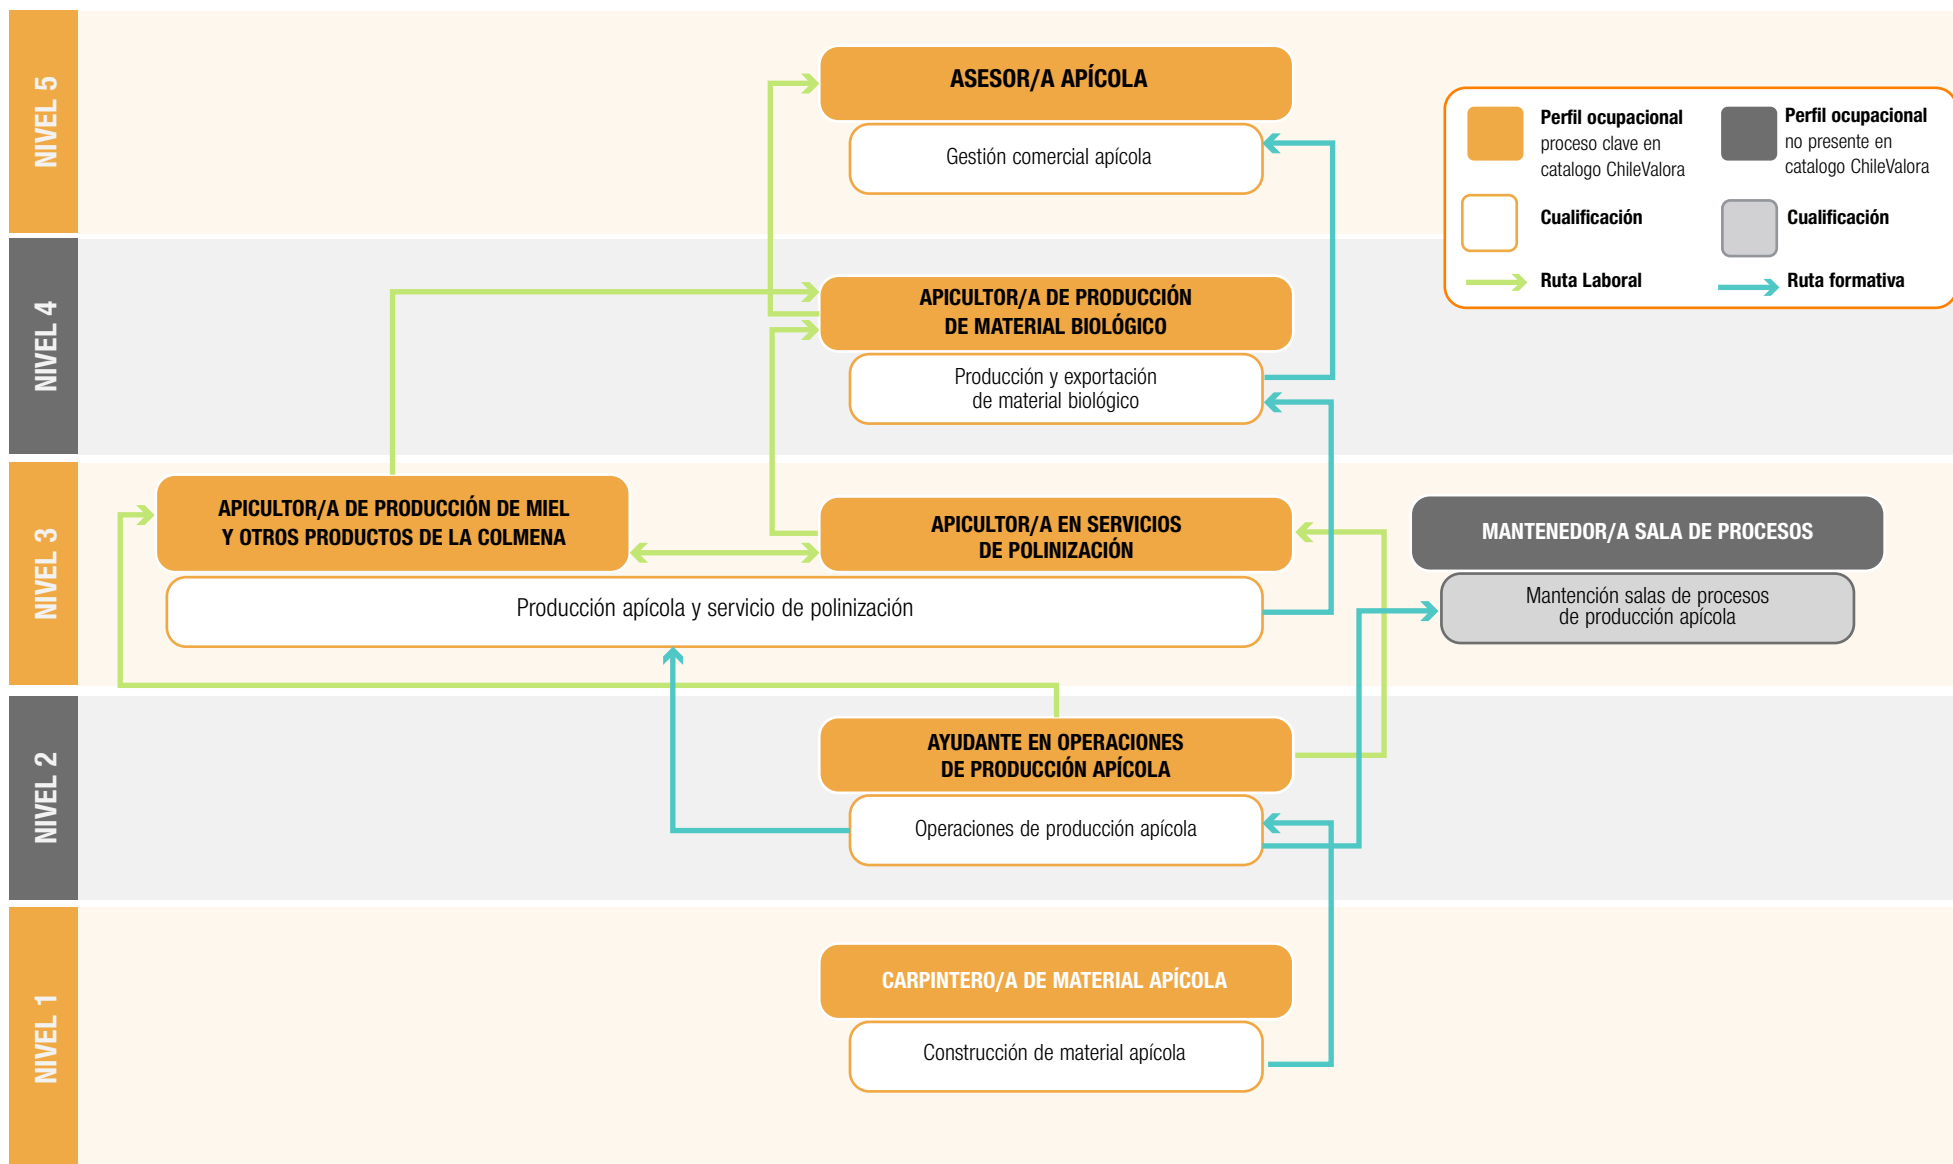 NIVEL 5
ASESOR/A APÍCOLA
Gestión comercial apícola
Perfil ocupacional
proceso clave en
catalogo ChileValora
Perfil ocupacional
no presente en
catalogo ChileValora
Cualificación
Cualificación
Ruta Laboral
Ruta formativa
NIVEL 4
APICULTOR/A DE PRODUCCIÓN
DE MATERIAL BIOLÓGICO
Producción y exportación
de material biológico
NIVEL 3
APICULTOR/A DE PRODUCCIÓN DE MIEL
Y OTROS PRODUCTOS DE LA COLMENA
APICULTOR/A EN SERVICIOS
DE POLINIZACIÓN
MANTENEDOR/A SALA DE PROCESOS
Producción apícola y servicio de polinización
Mantención salas de procesos
de producción apícola
NIVEL 2
AYUDANTE EN OPERACIONES
DE PRODUCCIÓN APÍCOLA
Operaciones de producción apícola
NIVEL 1
CARPINTERO/A DE MATERIAL APÍCOLA
Construcción de material apícola